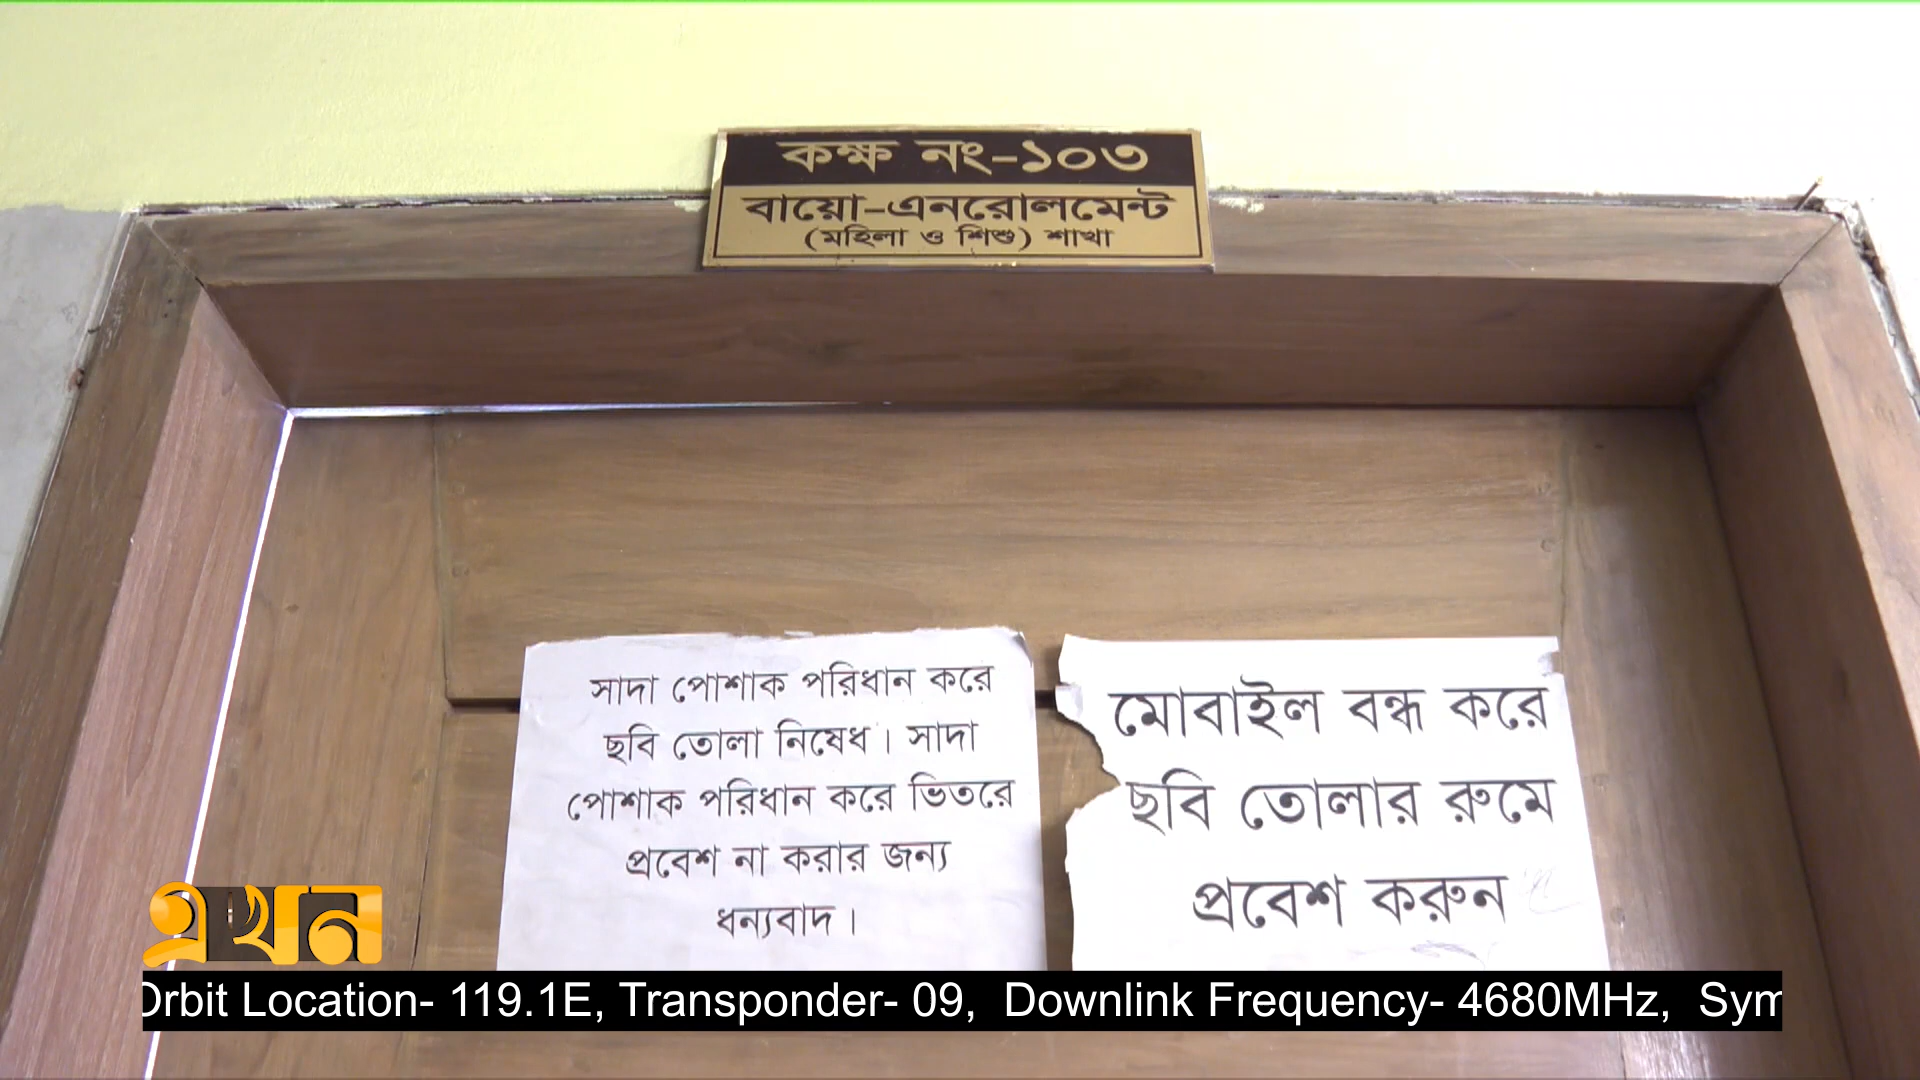 কক্ষ নং-১০৩
বায়ো-এনরোলমেন্ট
(মহিলা ও শিশু) শাখা
সাদা পোশাক পরিধান করে
ছবি তোলা নিষেধ। সাদা
পোশাক পরিধান করে ভিতরে
প্রবেশ না করার জন্য
ধন্যবাদ।
মোবাইল বন্ধ করে
ছবি তোলার রুমে
প্রবেশ করুন
এখন
Orbit Location- 119.1E, Transponder- 09, Downlink Frequency- 4680MHz, Sym